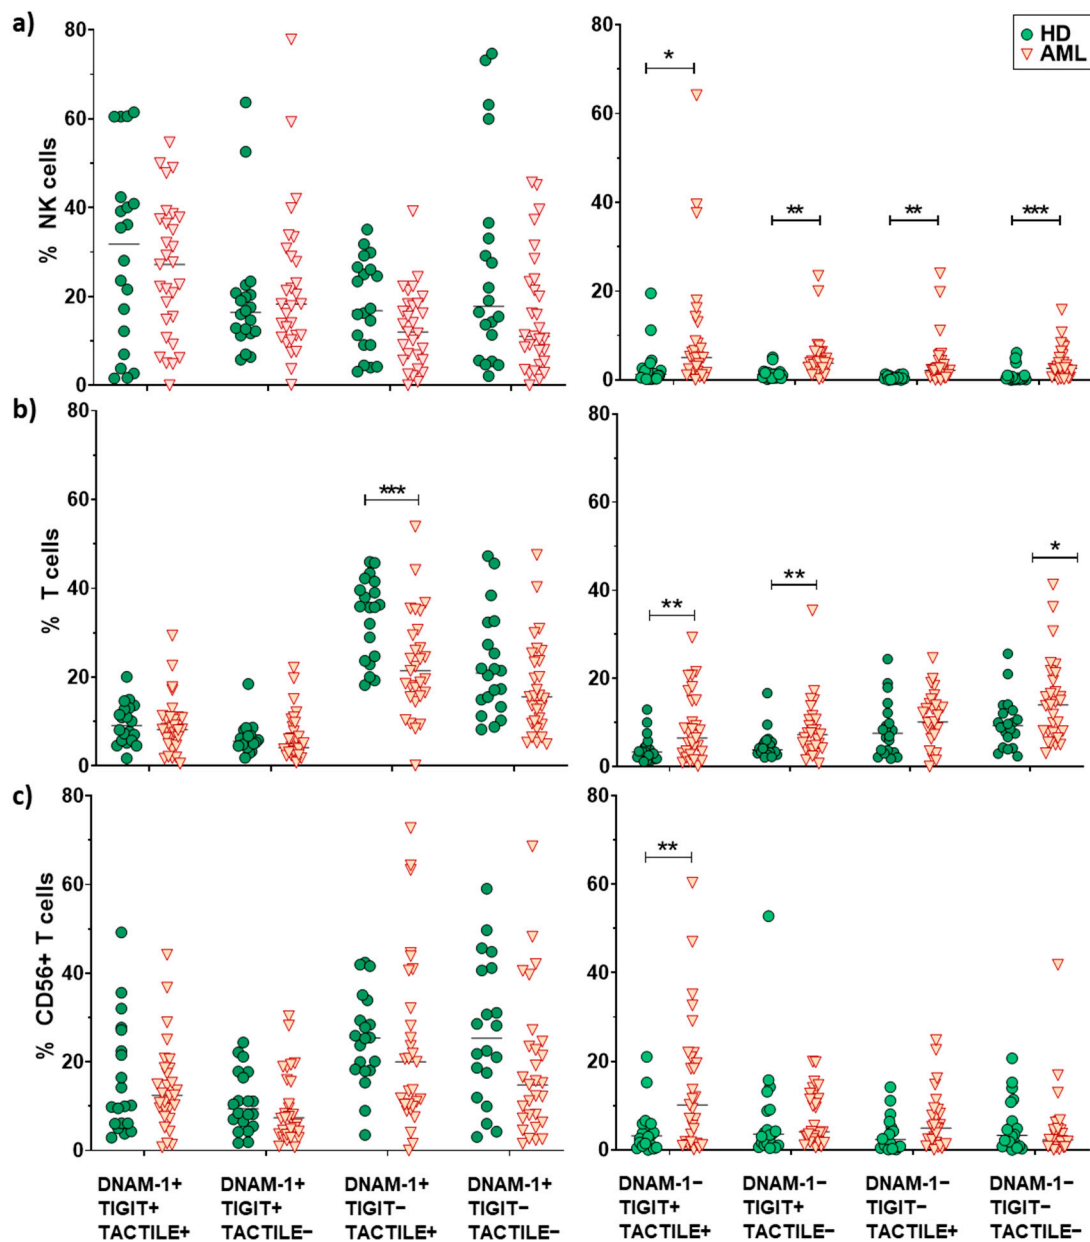 a)
% NK cells
80
60
40
20
0
80
60
40
20
0
*
**
**
***
HD
AML
b)
% T cells
80
60
40
20
0
***
80
60
40
20
0
**
**
*
c)
% CD56+ T cells
80
60
40
20
0
80
60
40
20
0
**
DNAM-1+
TIGIT+
TACTILE+
DNAM-1+
TIGIT+
TACTILE−
DNAM-1+
TIGIT−
TACTILE+
DNAM-1+
TIGIT−
TACTILE−
DNAM-1−
TIGIT+
TACTILE+
DNAM-1−
TIGIT+
TACTILE−
DNAM-1−
TIGIT−
TACTILE+
DNAM-1−
TIGIT−
TACTILE−